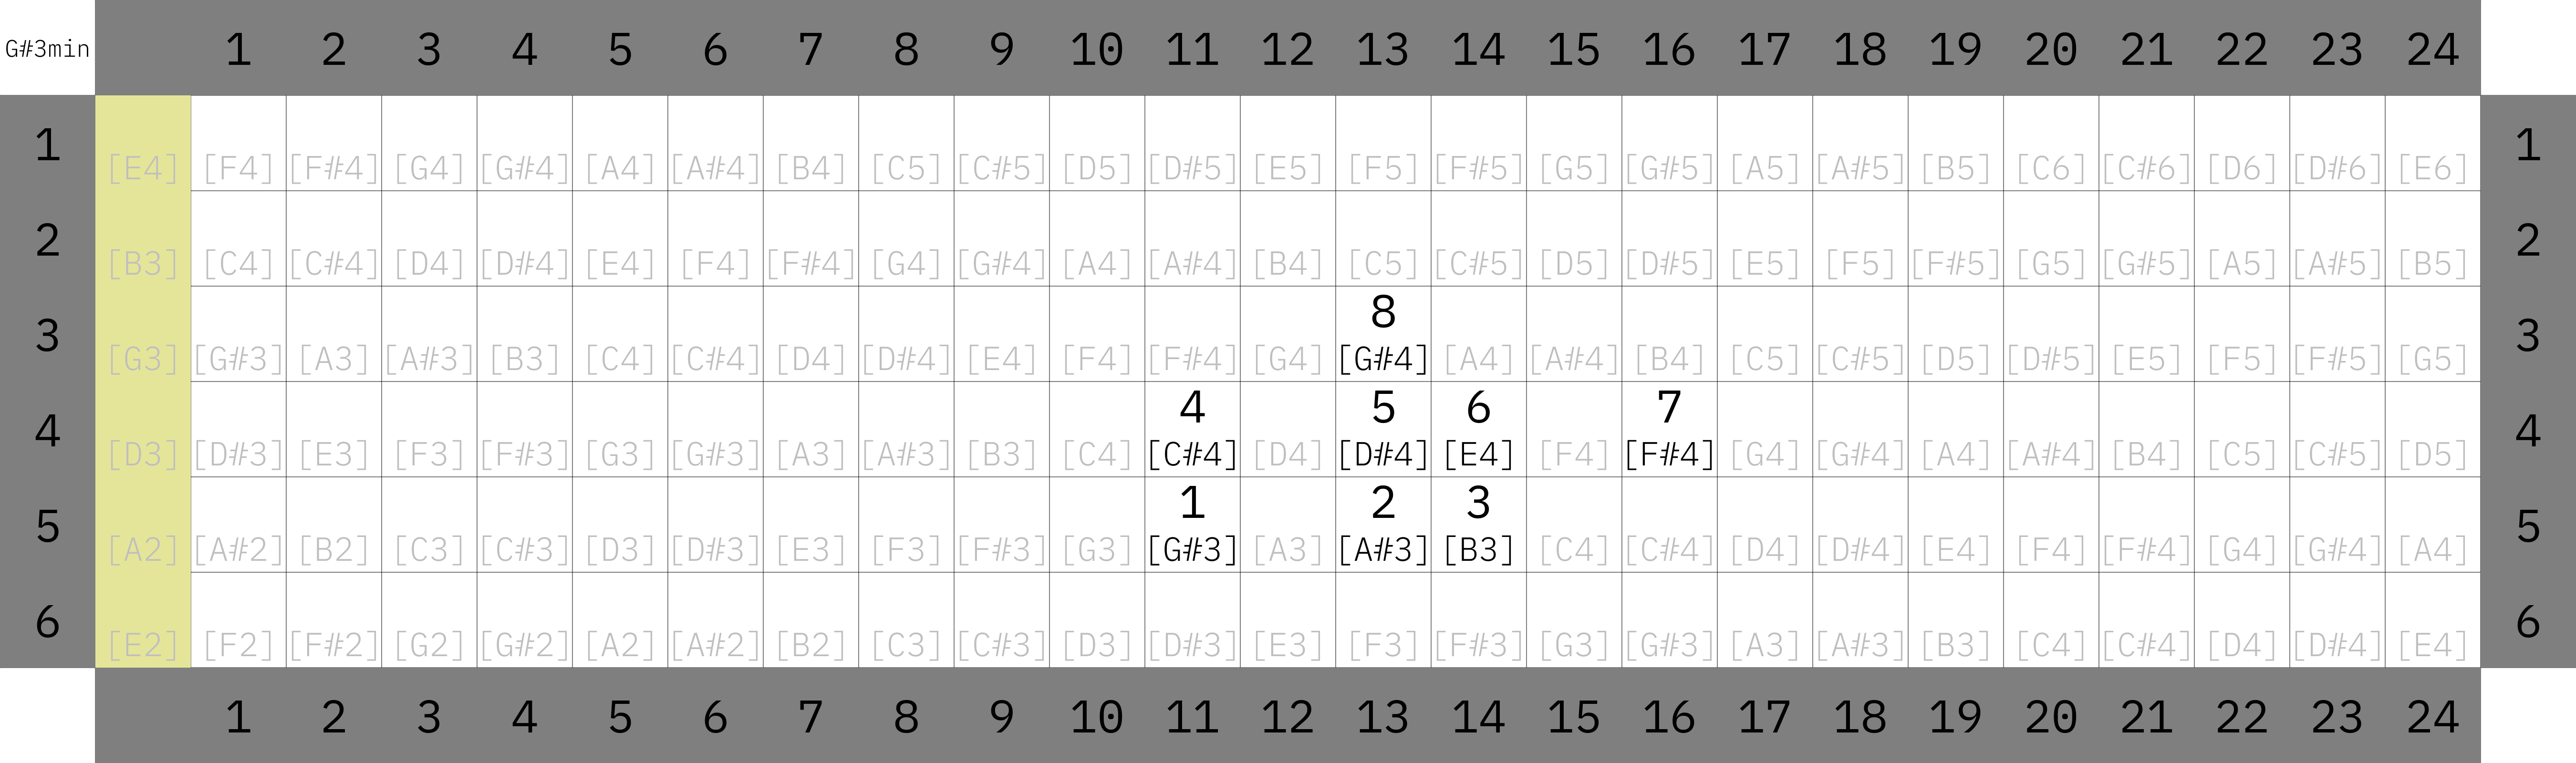 G#3min 1 2 3 4 5 6 7 8 9 10 11 12 13 14 15 16 17 18 19 20 21 22 23 24
1 [E4] [F4] [F#4] [G4] [G#4] [A4] [A#4] [B4] [C5] [C#5] [D5] [D#5] [E5] [F5] [F#5] [G5] [G#5] [A5] [A#5] [B5] [C6] [C#6] [D6] [D#6] [E6] 1
2 [B3] [C4] [C#4] [D4] [D#4] [E4] [F4] [F#4] [G4] [G#4] [A4] [A#4] [B4] [C5] [C#5] [D5] [D#5] [E5] [F5] [F#5] [G5] [G#5] [A5] [A#5] [B5] 2
8
3 [G3] [G#3] [A3] [A#3] [B3] [C4] [C#4] [D4] [D#4] [E4] [F4] [F#4] [G4] [G#4] [A4] [A#4] [B4] [C5] [C#5] [D5] [D#5] [E5] [F5] [F#5] [G5] 3
4 5 6 7
4 [D3] [D#3] [E3] [F3] [F#3] [G3] [G#3] [A3] [A#3] [B3] [C4] [C#4] [D4] [D#4] [E4] [F4] [F#4] [G4] [G#4] [A4] [A#4] [B4] [C5] [C#5] [D5] 4
1 2 3
5 [A2] [A#2] [B2] [C3] [C#3] [D3] [D#3] [E3] [F3] [F#3] [G3] [G#3] [A3] [A#3] [B3] [C4] [C#4] [D4] [D#4] [E4] [F4] [F#4] [G4] [G#4] [A4] 5
6 [E2] [F2] [F#2] [G2] [G#2] [A2] [A#2] [B2] [C3] [C#3] [D3] [D#3] [E3] [F3] [F#3] [G3] [G#3] [A3] [A#3] [B3] [C4] [C#4] [D4] [D#4] [E4] 6
1 2 3 4 5 6 7 8 9 10 11 12 13 14 15 16 17 18 19 20 21 22 23 24